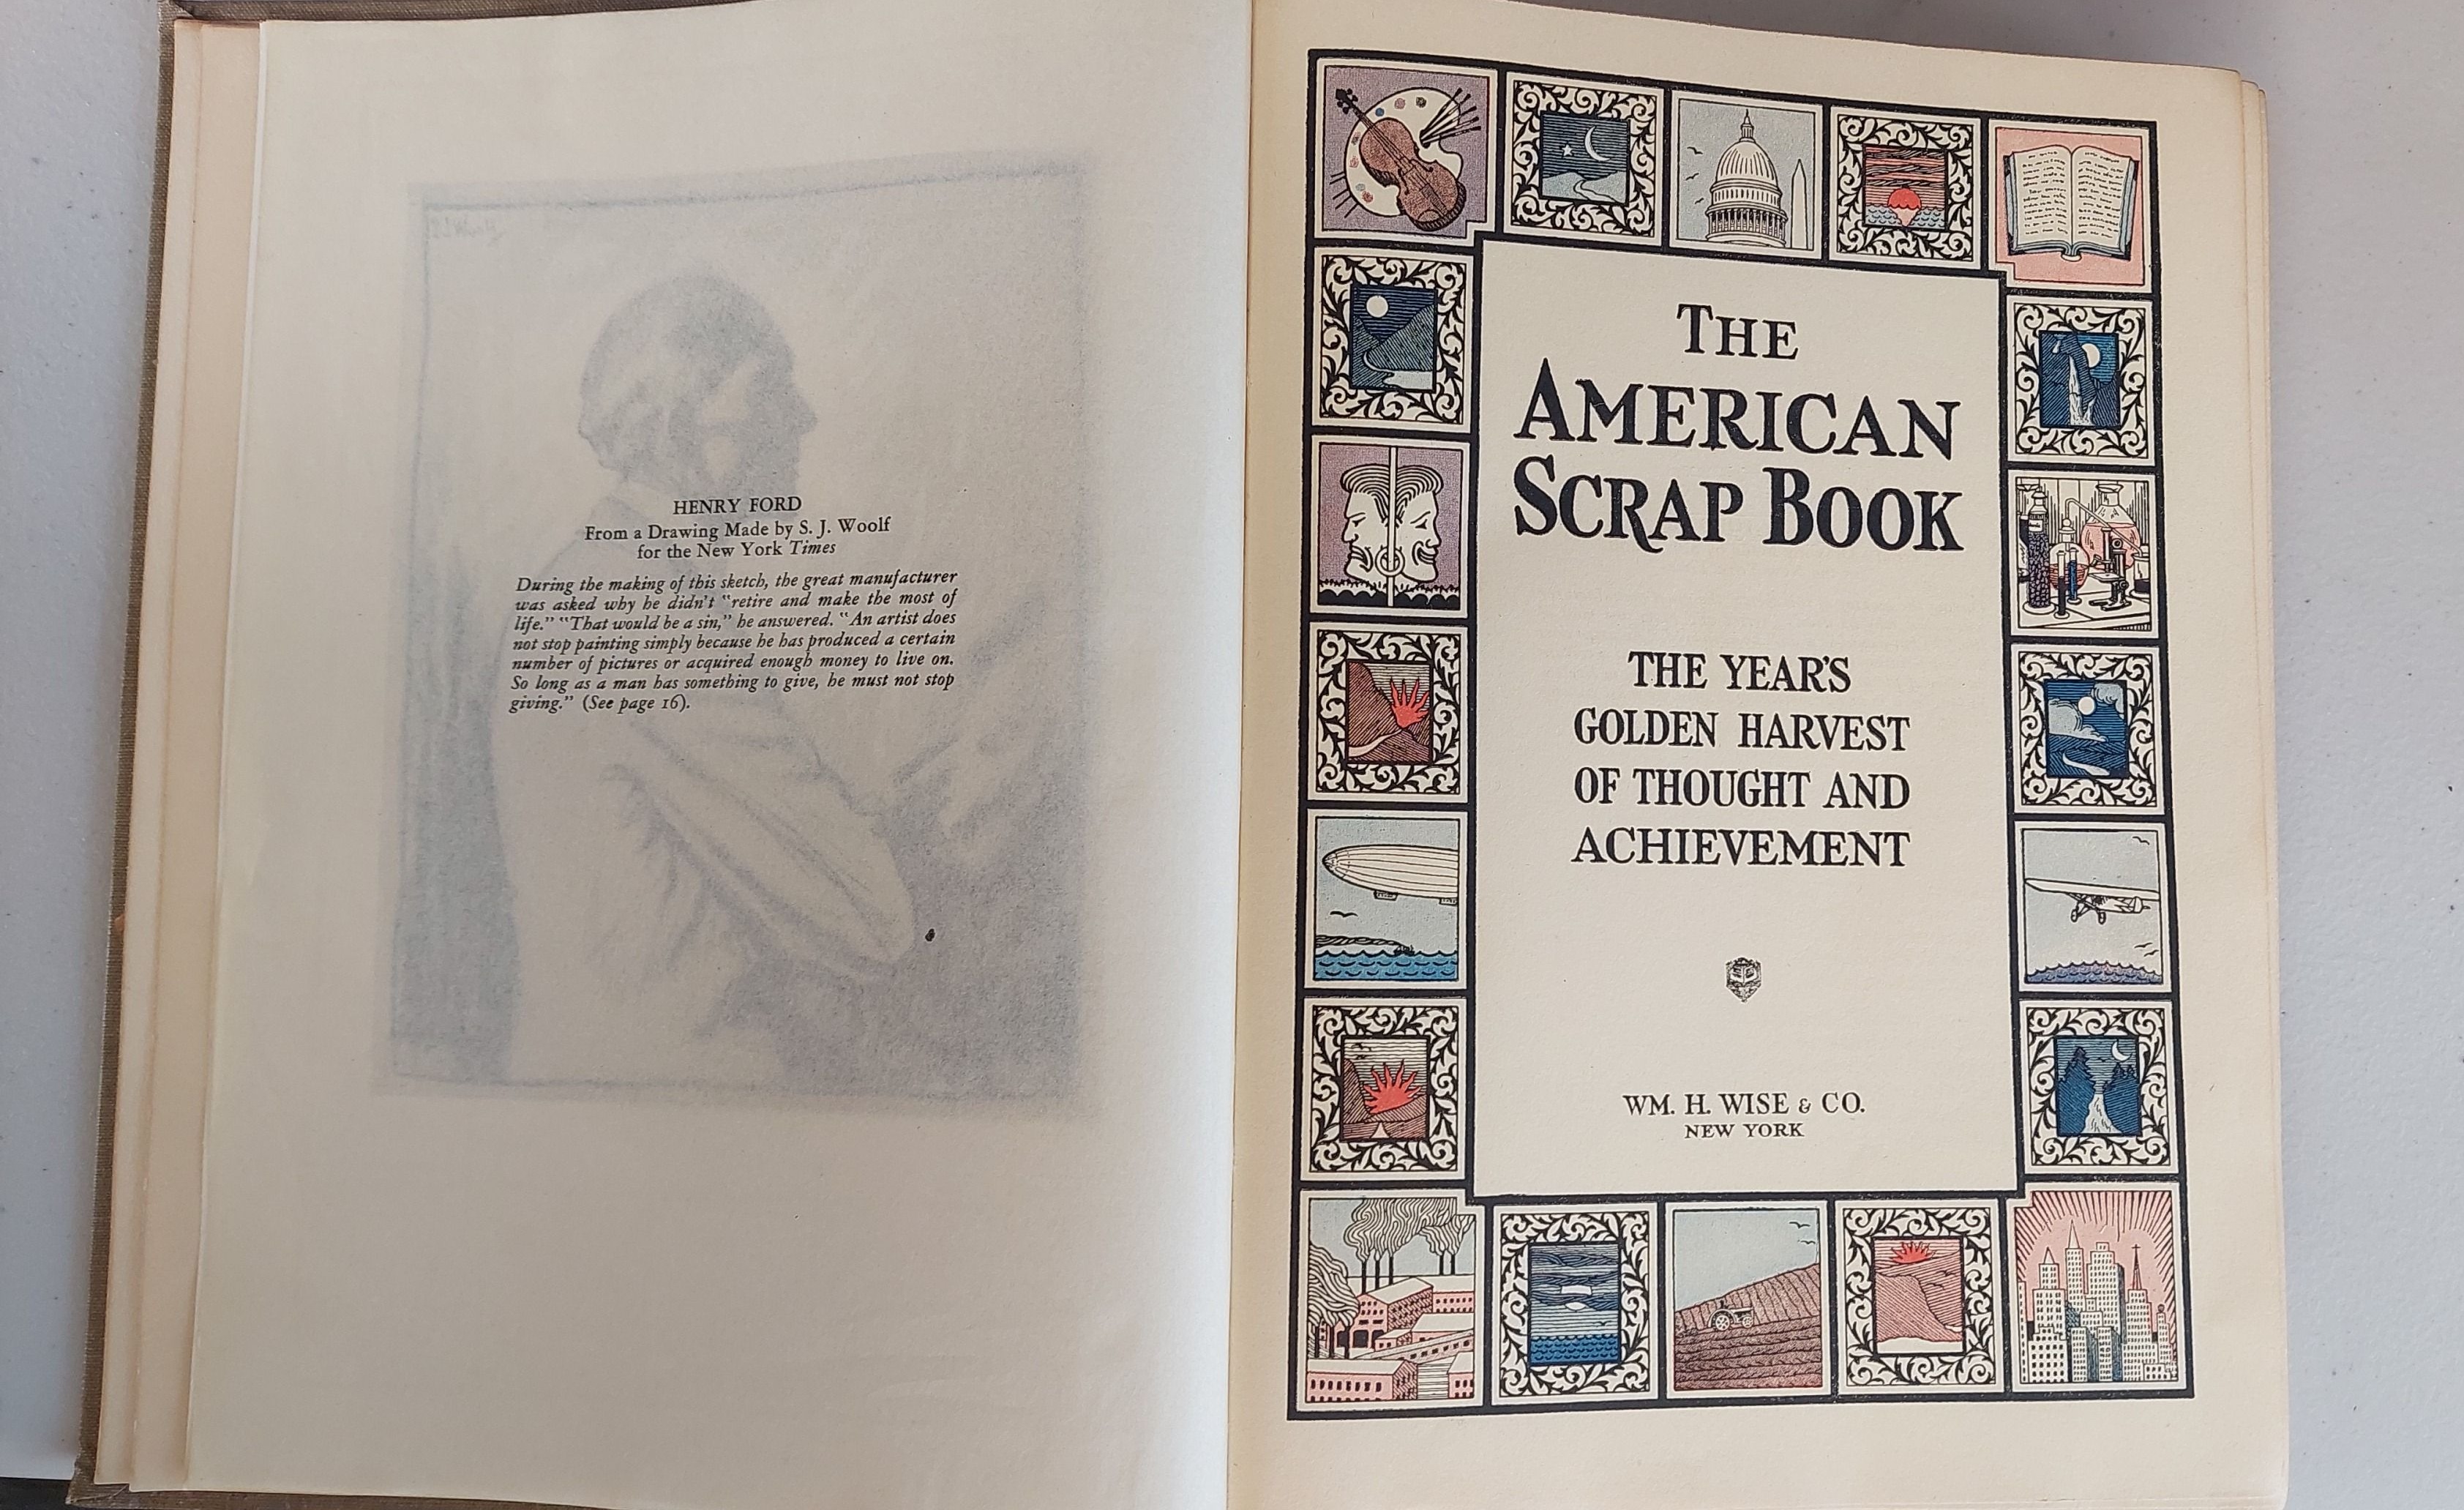 HENRY FORD
From a Drawing Made by S. J. Woolf
for the New York Times
During the making of this sketch, the great manufacturer
was asked why he didn't "retire and make the most of
life." "That would be a sin," he answered. "An artist does
not stop painting simply because he has produced a certain
number of pictures or acquired enough money to live on.
So long as a man has something to give, he must not stop
giving." (See page 16).
THE
AMERICAN
SCRAP BOOK
THE YEAR'S
GOLDEN HARVEST
OF THOUGHT AND
ACHIEVEMENT
WM. H. WISE & CO.
NEW YORK